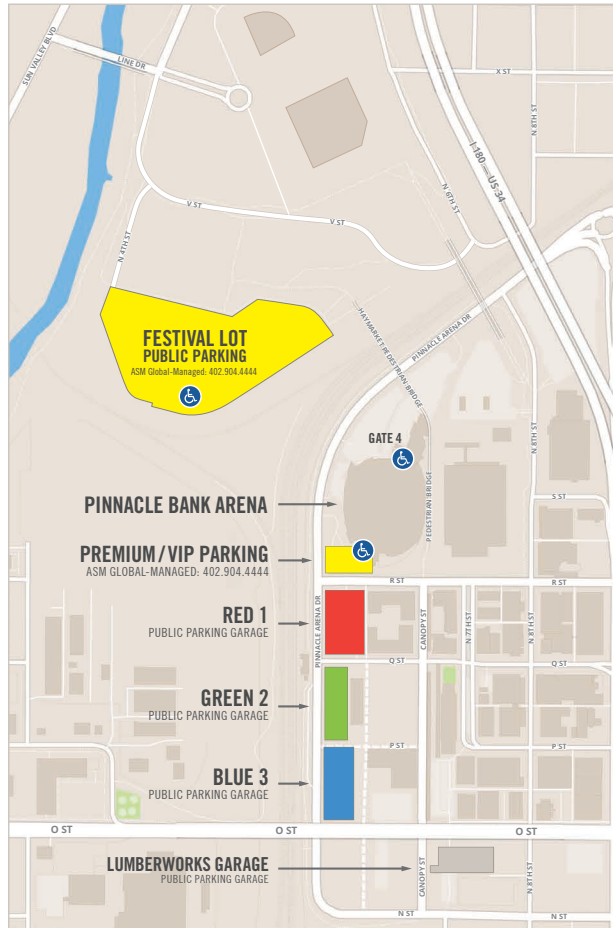 SUN VALLEY BLVD
LINE DR
X ST
N 8TH ST
I 180 — US 34
N 6TH ST
V ST
V ST
N 4TH ST
PINNACLE ARENA DR
HAYMARKET PEDESTRIAN BRIDGE
FESTIVAL LOT
PUBLIC PARKING
ASM Global-Managed: 402.904.4444
GATE 4
N 8TH ST
PEDESTRIAN BRIDGE
PINNACLE BANK ARENA
S ST
PREMIUM/VIP PARKING
ASM GLOBAL-MANAGED: 402.904.4444
R ST
R ST
PINNACLE ARENA DR
RED 1
PUBLIC PARKING GARAGE
CANOPY ST
N 7TH ST
N 8TH ST
Q ST
Q ST
GREEN 2
PUBLIC PARKING GARAGE
P ST
P ST
BLUE 3
PUBLIC PARKING GARAGE
O ST
O ST
O ST
LUMBERWORKS GARAGE
PUBLIC PARKING GARAGE
CANOPY ST
N 8TH ST
N ST